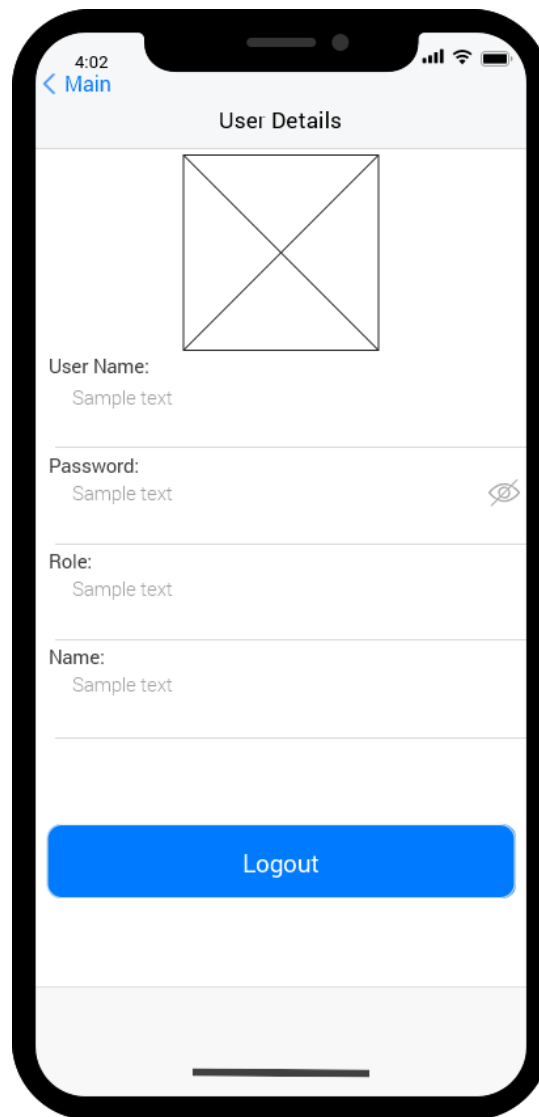 4:02
Main
User Details
User Name:
Sample text
Password:
Sample text
Role:
Sample text
Name:
Sample text
Logout